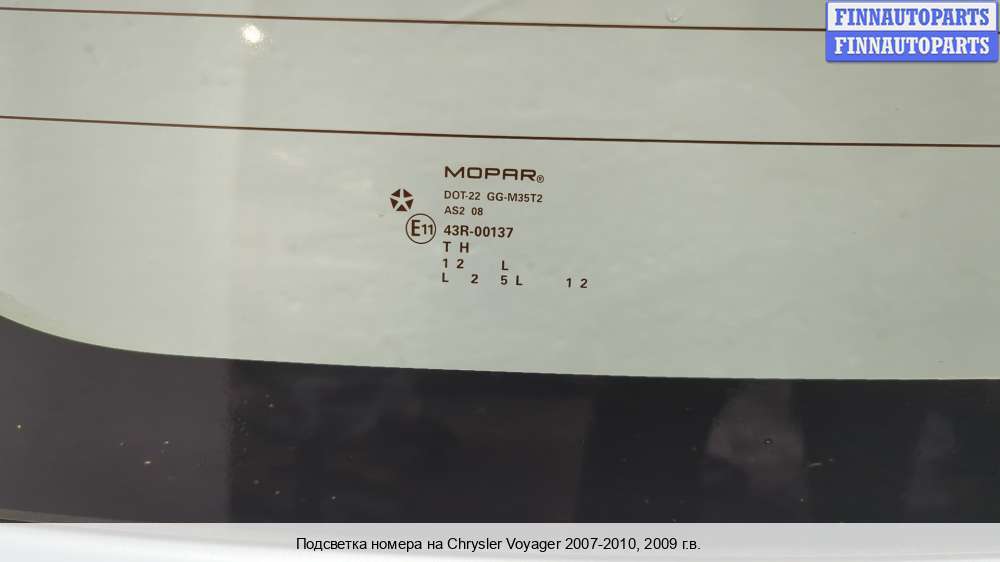 FINNAUTOPARTS
FINNAUTOPARTS
MOPAR®
DOT-22 GG-M35T2
AS2 08
E11 43R-00137
T H
1 2 L
L 2 5 L 1 2
Подсветка номера на Chrysler Voyager 2007-2010, 2009 г.в.